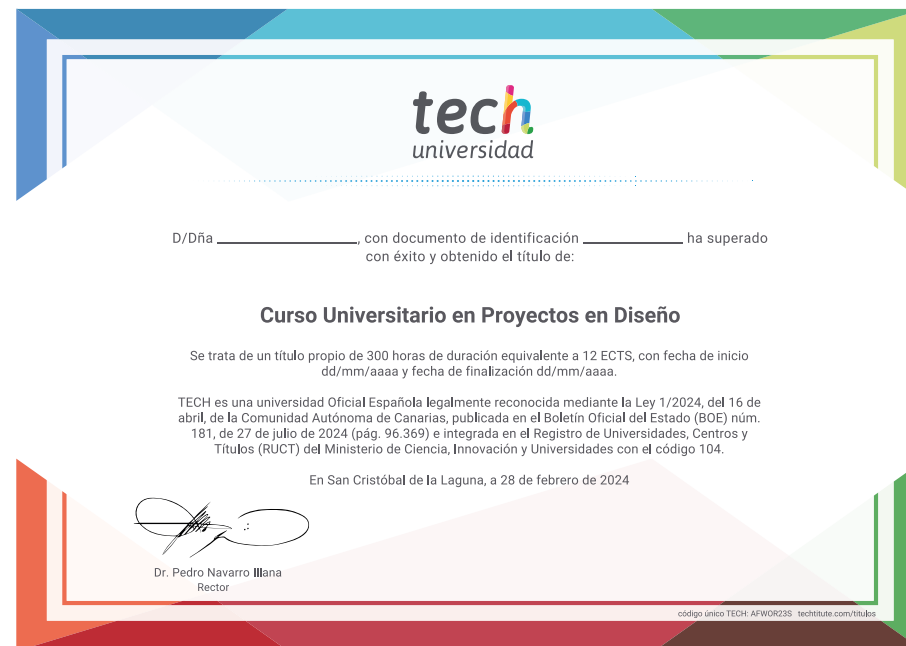 tech
universidad
D/Dña ____________________, con documento de identificación ______________ ha superado
con éxito y obtenido el título de:
Curso Universitario en Proyectos en Diseño
Se trata de un título propio de 300 horas de duración equivalente a 12 ECTS, con fecha de inicio
dd/mm/aaaa y fecha de finalización dd/mm/aaaa.
TECH es una universidad Oficial Española legalmente reconocida mediante la Ley 1/2024, del 16 de
abril, de la Comunidad Autónoma de Canarias, publicada en el Boletín Oficial del Estado (BOE) núm.
181, de 27 de julio de 2024 (pág. 96.369) e integrada en el Registro de Universidades, Centros y
Títulos (RUCT) del Ministerio de Ciencia, Innovación y Universidades con el código 104.
En San Cristóbal de la Laguna, a 28 de febrero de 2024
Dr. Pedro Navarro Illana
Rector
código único TECH: AFWOR23S techtitute.com/titulos